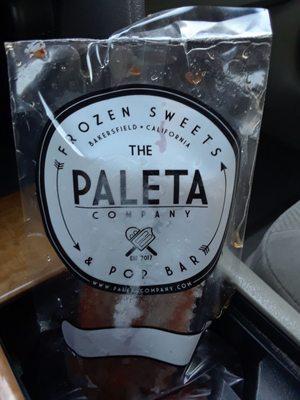 FROZEN SWEETS
BAKERSFIELD • CALIFORNIA
THE
PALETA
COMPANY
EST 2017
& POP BAR
WWW.PALETACOMPANY.COM